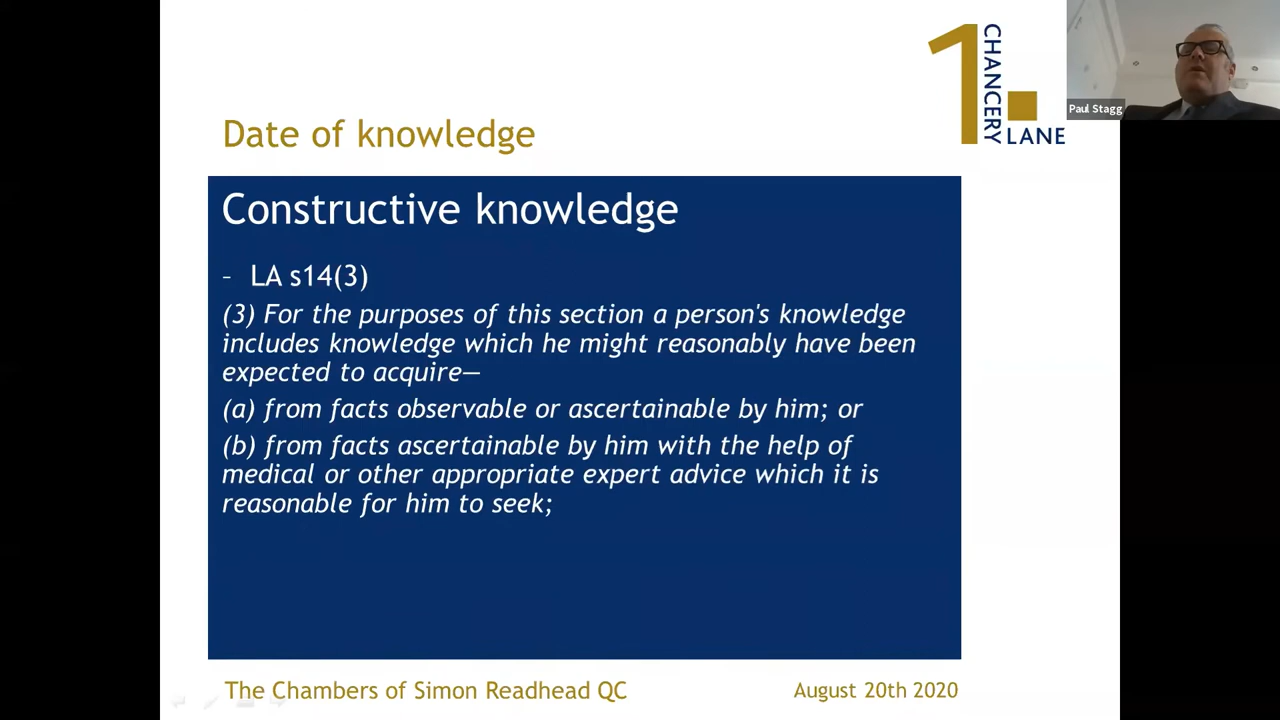 1 CHANCERY LANE
Paul Stagg
Date of knowledge
Constructive knowledge
– LA s14(3)
(3) For the purposes of this section a person's knowledge
includes knowledge which he might reasonably have been
expected to acquire—
(a) from facts observable or ascertainable by him; or
(b) from facts ascertainable by him with the help of
medical or other appropriate expert advice which it is
reasonable for him to seek;
The Chambers of Simon Readhead QC
August 20th 2020